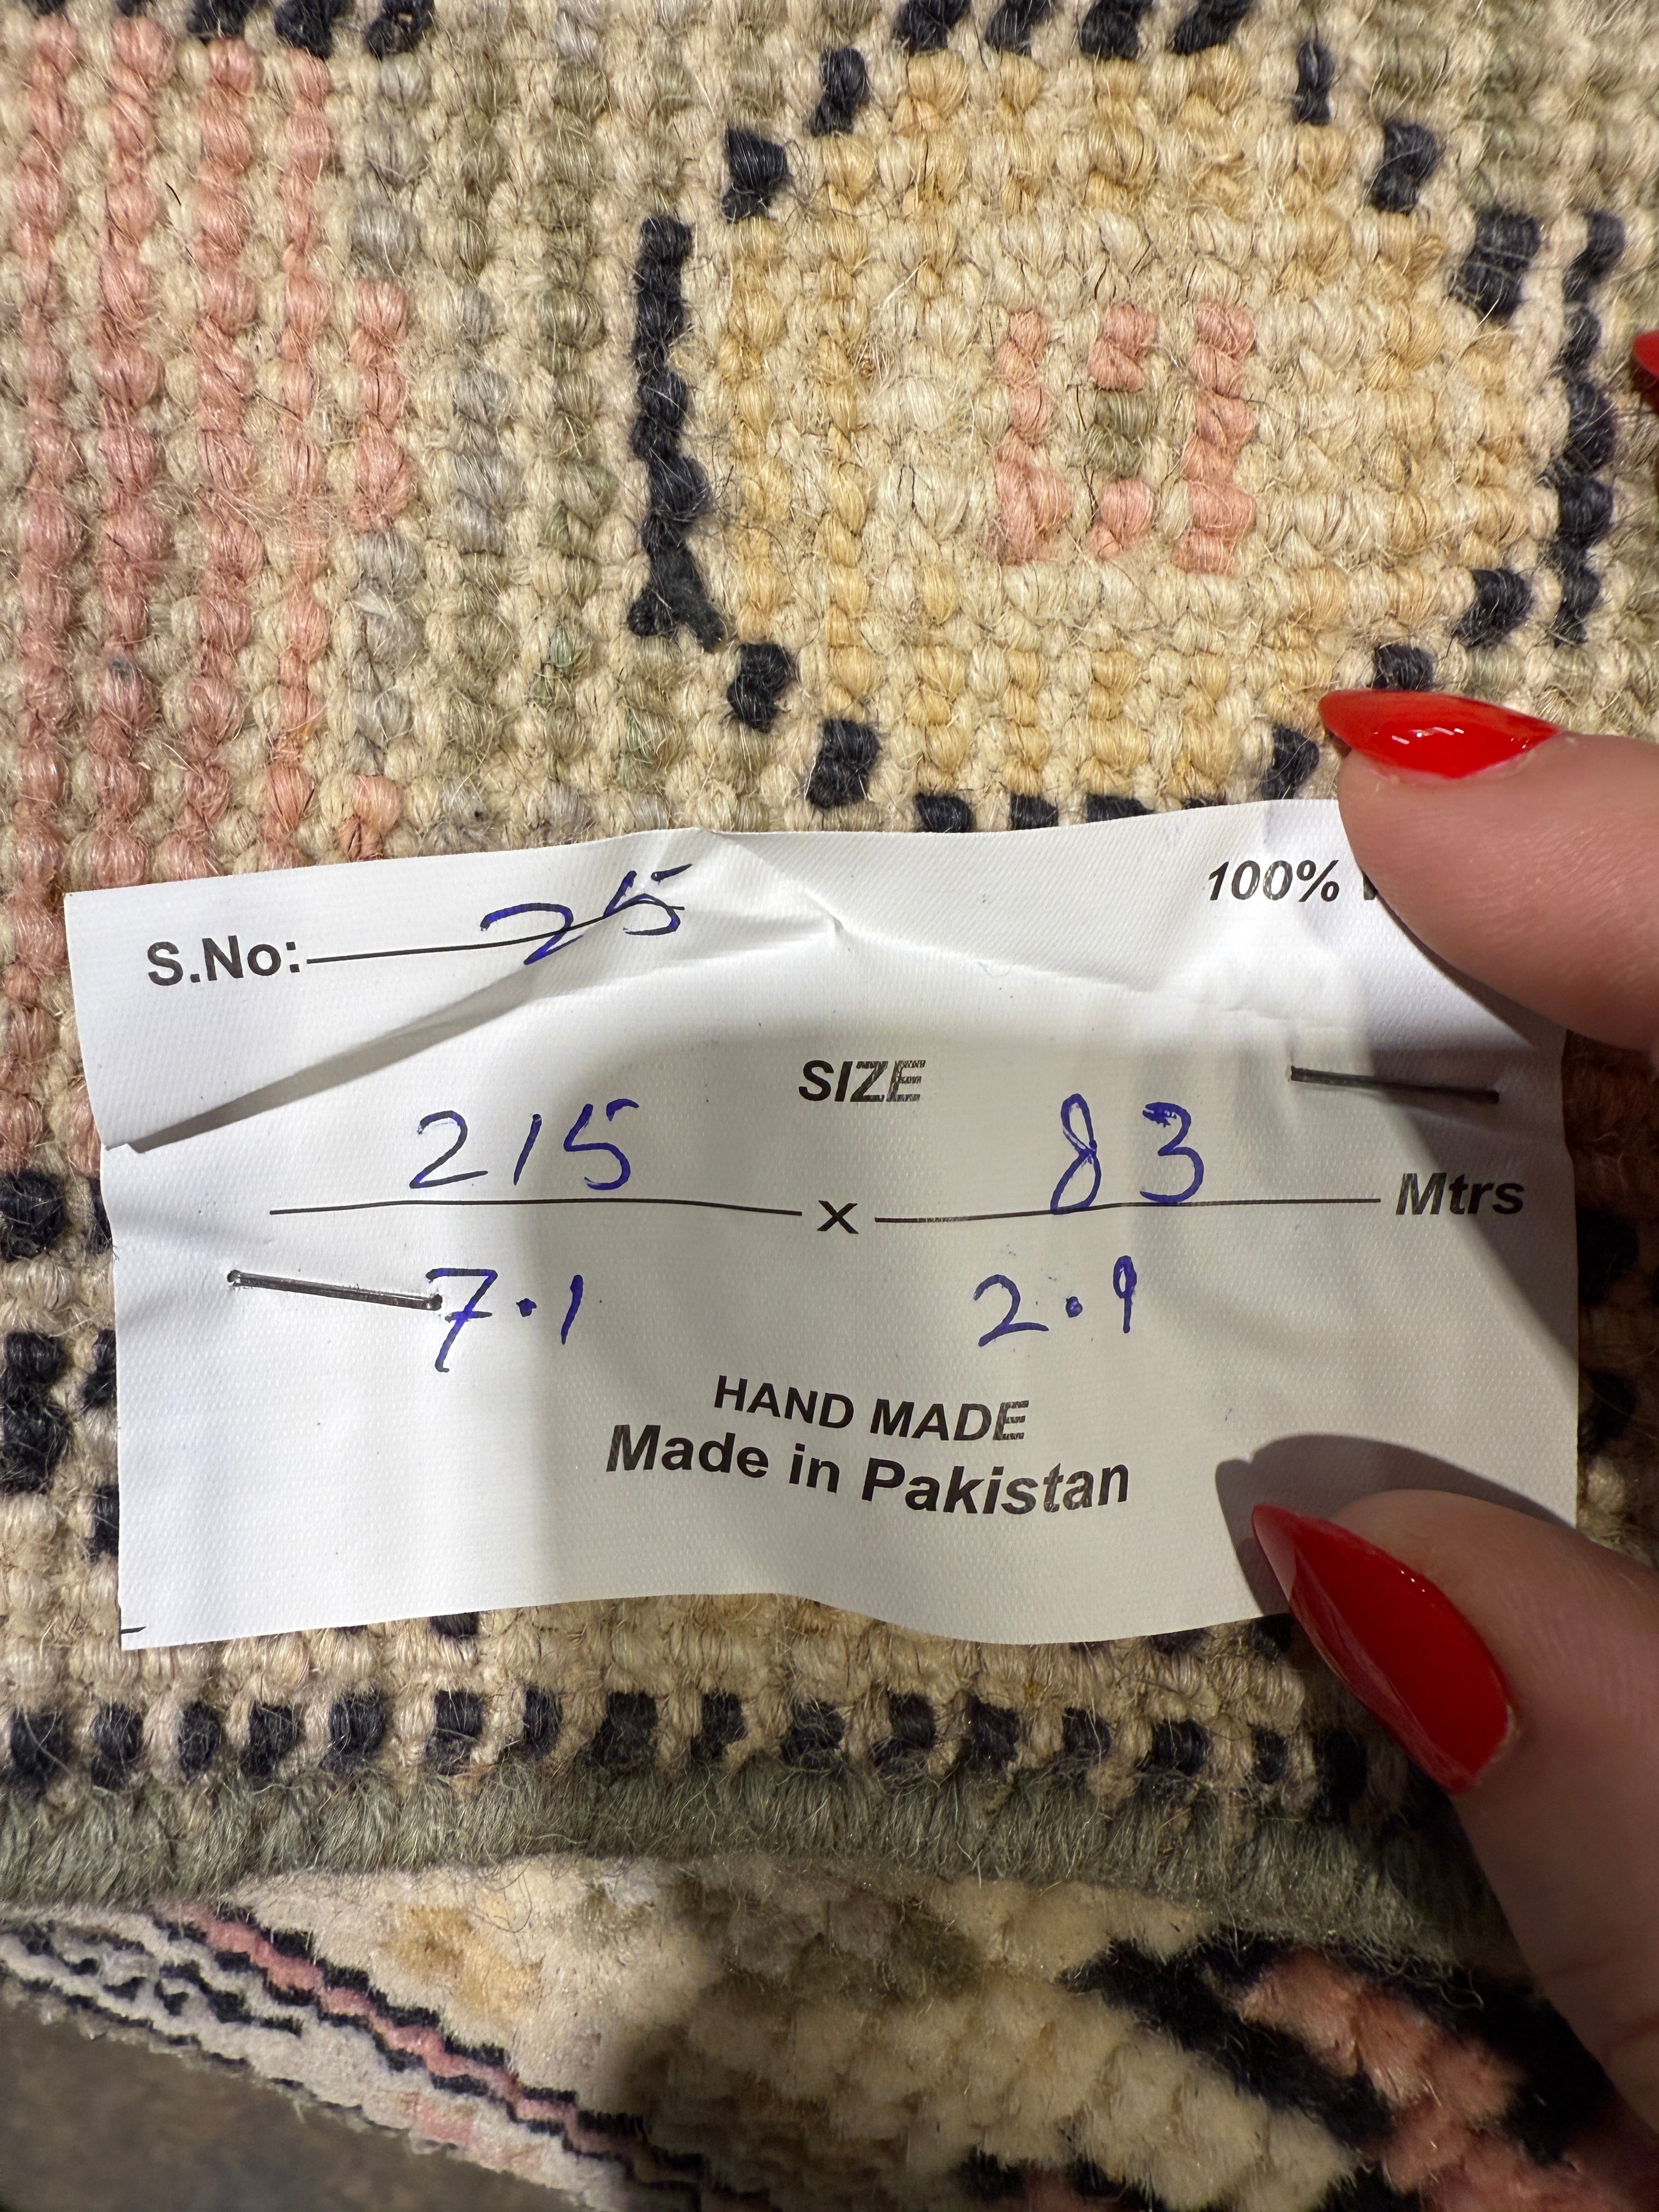 100%
S.No: 25
SIZE
215 x 83 Mtrs
7.1 2.9
HAND MADE
Made in Pakistan